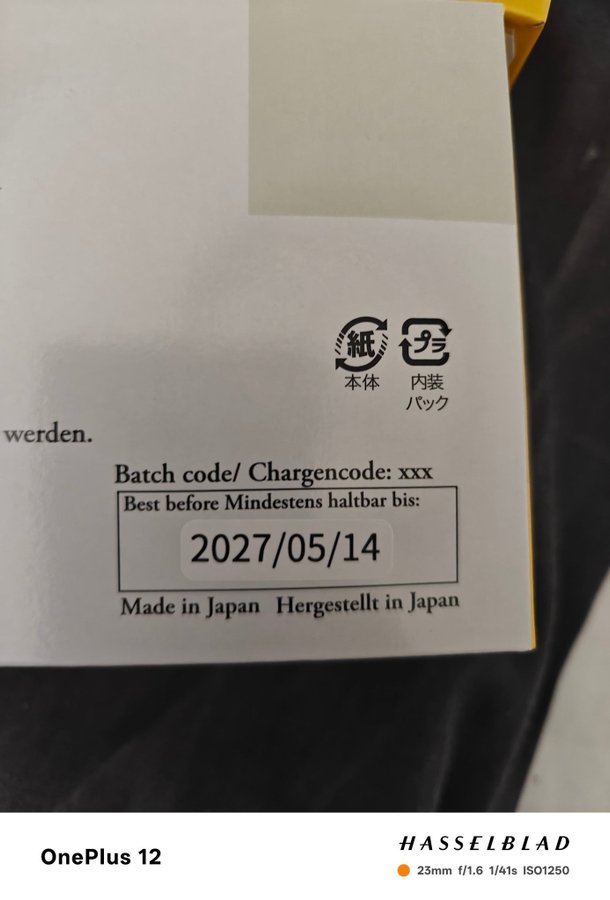 紙 プラ
本体 内装
パック
werden.
Batch code/ Chargencode: xxx
Best before Mindestens haltbar bis:
2027/05/14
Made in Japan Hergestellt in Japan
OnePlus 12
HASSELBLAD
23mm f/1.6 1/41s ISO1250